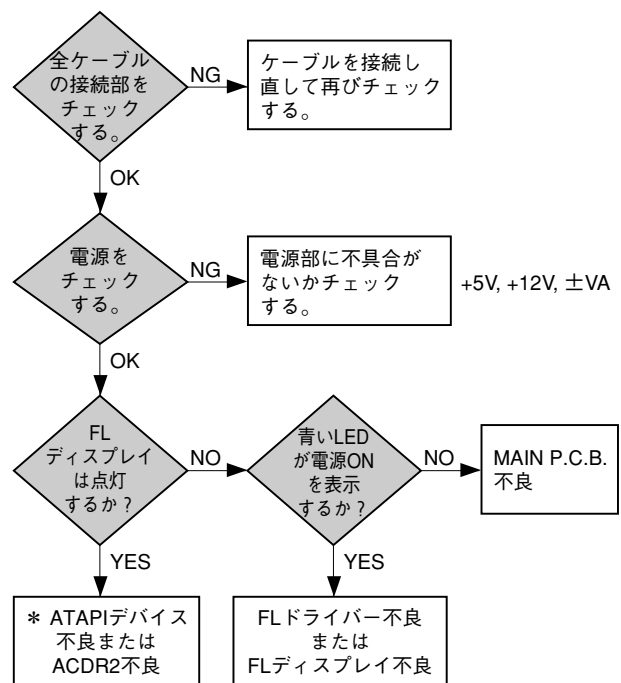 全ケーブル
の接続部を
チェック
する。
NG
ケーブルを接続し
直して再びチェック
する。
OK
電源を
チェック
する。
NG
電源部に不具合が
ないかチェック
する。
+5V, +12V, ±VA
OK
FL
ディスプレイ
は点灯
するか？
NO
青いLED
が電源ON
を表示
するか？
NO
MAIN P.C.B.
不良
YES
YES
＊ ATAPIデバイス
不良または
ACDR2不良
FLドライバー不良
または
FLディスプレイ不良